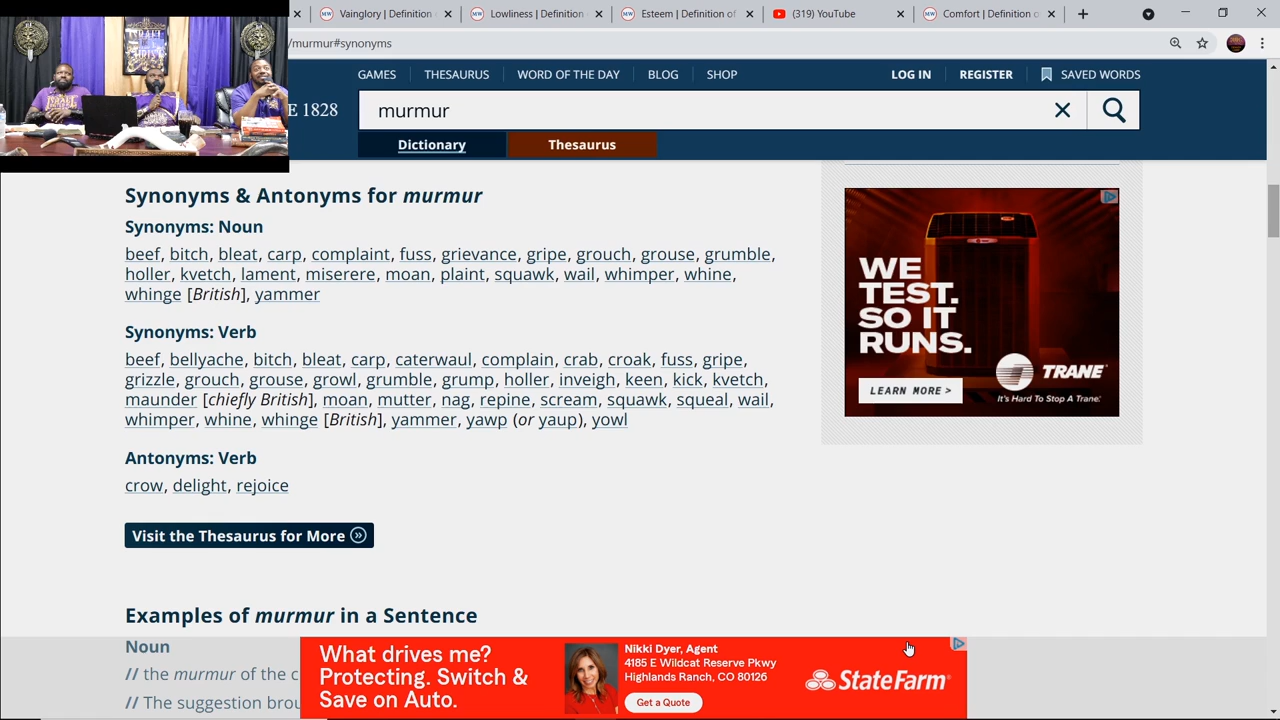 Vainglory | Definition
Lowliness | Definition
Esteem | Definition of
(319) YouTube
Comfort | Definition
/murmur#synonyms
GAMES
THESAURUS
WORD OF THE DAY
BLOG
SHOP
LOG IN
REGISTER
SAVED WORDS
E 1828
murmur
Dictionary
Thesaurus
Synonyms & Antonyms for murmur
Synonyms: Noun
beef, bitch, bleat, carp, complaint, fuss, grievance, gripe, grouch, grouse, grumble,
holler, kvetch, lament, miserere, moan, plaint, squawk, wail, whimper, whine,
whinge [British], yammer
Synonyms: Verb
beef, bellyache, bitch, bleat, carp, caterwaul, complain, crab, croak, fuss, gripe,
grizzle, grouch, grouse, growl, grumble, grump, holler, inveigh, keen, kick, kvetch,
maunder [chiefly British], moan, mutter, nag, repine, scream, squawk, squeal, wail,
whimper, whine, whinge [British], yammer, yawp (or yaup), yowl
Antonyms: Verb
crow, delight, rejoice
Visit the Thesaurus for More
Examples of murmur in a Sentence
Noun
// the murmur of the c
// The suggestion brou
WE
TEST.
SO IT
RUNS.
LEARN MORE >
TRANE
It's Hard To Stop A Trane.
What drives me?
Protecting. Switch &
Save on Auto.
Nikki Dyer, Agent
4185 E Wildcat Reserve Pkwy
Highlands Ranch, CO 80126
Get a Quote
StateFarm